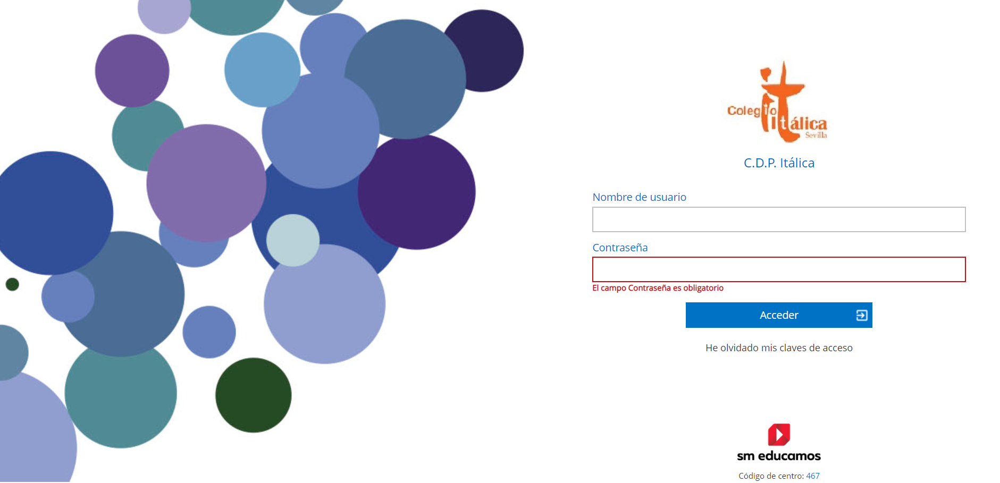 Colegio
itálica
Sevilla
C.D.P. Itálica
Nombre de usuario
Contraseña
El campo Contraseña es obligatorio
Acceder
He olvidado mis claves de acceso
sm educamos
Código de centro: 467